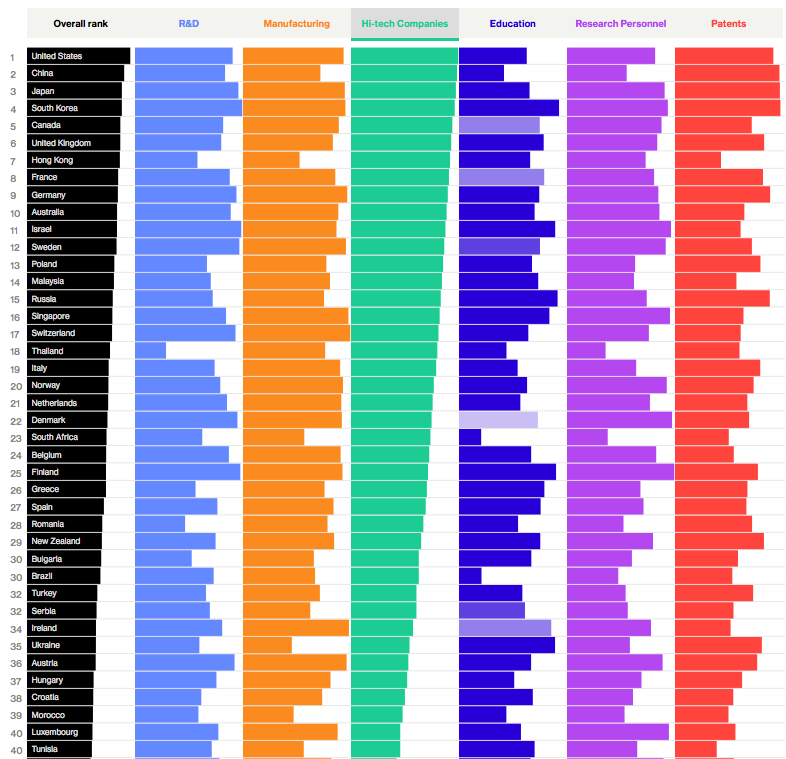 Overall rank R&D Manufacturing Hi-tech Companies Education Research Personnel Patents
1 United States
2 China
3 Japan
4 South Korea
5 Canada
6 United Kingdom
7 Hong Kong
8 France
9 Germany
10 Australia
11 Israel
12 Sweden
13 Poland
14 Malaysia
15 Russia
16 Singapore
17 Switzerland
18 Thailand
19 Italy
20 Norway
21 Netherlands
22 Denmark
23 South Africa
24 Belgium
25 Finland
26 Greece
27 Spain
28 Romania
29 New Zealand
30 Bulgaria
30 Brazil
32 Turkey
32 Serbia
34 Ireland
35 Ukraine
36 Austria
37 Hungary
38 Croatia
39 Morocco
40 Luxembourg
40 Tunisia